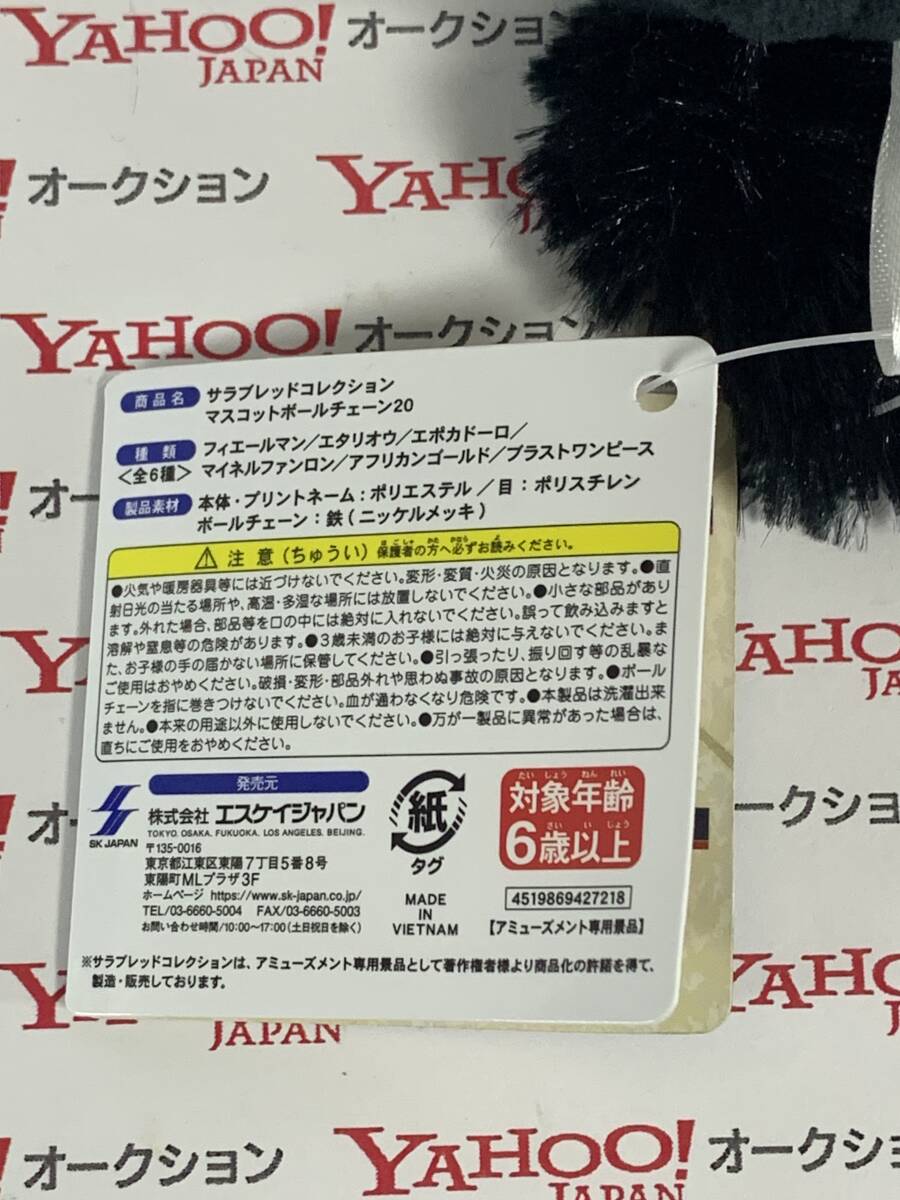 YAHOO! オークション
JAPAN
オークション YAHO
JA
YAHOO! オークション
JAPAN
商品名 サラブレッドコレクション
マスコットボールチェーン20
種類 フィエールマン／エタリオウ／エポカドーロ／
<全6種> マイネルファンロン／アフリカンゴールド／ブラストワンピース
製品素材 本体・プリントネーム：ポリエステル ／目：ポリスチレン
ボールチェーン：鉄(ニッケルメッキ)
⚠ 注意(ちゅうい) 保護者の方へ必ずお読みください。
●火気や暖房器具等には近づけないでください。変形・変質・火災の原因となります。●直
射日光の当たる場所や、高温・多湿な場所には放置しないでください。●小さな部品があり
ます。外れた場合、部品等を口の中には絶対に入れないでください。誤って飲み込みますと
溶解や窒息等の危険があります。●3歳未満のお子様には絶対に与えないでください。ま
た、お子様の手の届かない場所に保管してください。●引っ張ったり、振り回す等の乱暴な
ご使用はおやめください。破損・変形・部品外れや思わぬ事故の原因となります。●ボール
チェーンを指に巻きつけないでください。血が通わなくなり危険です。●本製品は洗濯出来
ません。●本来の用途以外に使用しないでください。●万が一製品に異常があった場合は、
直ちにご使用をおやめください。
発売元
SK JAPAN
株式会社 エスケイジャパン
TOKYO. OSAKA. FUKUOKA. LOS ANGELES. BEIJING.
〒135-0016
東京都江東区東陽7丁目5番8号
東陽町MLプラザ3F
ホームページ https://www.sk-japan.co.jp/
TEL/03-6660-5004 FAX/03-6660-5003
お問い合わせ時間/10:00～17:00(土日祝日を除く)
紙
タグ
MADE
IN
VIETNAM
たいしょうねんれい
対象年齢
さいいじょう
6歳以上
4519869427218
【アミューズメント専用景品】
※サラブレッドコレクションは、アミューズメント専用景品として著作権者様より商品化の許諾を得て、
製造・販売しております。
YAHO
JA
ークショ
YAHO
JA
JAPAN
オークション YAHOO! オークション
JAPAN